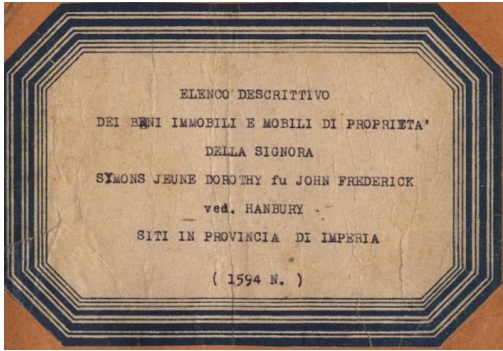 ELENCO DESCRITTIVO
DEI BENI IMMOBILI E MOBILI DI PROPRIETA'
DELLA SIGNORA
SYMONS JEUNE DOROTHY fu JOHN FREDERICK
ved. HANBURY
SITI IN PROVINCIA DI IMPERIA
( 1594 N. )